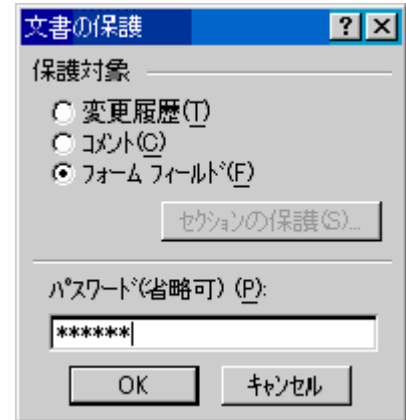 文書の保護
保護対象
変更履歴(T)
コメント(C)
フォーム フィールド(F)
セクションの保護(S)...
パスワード(省略可) (P):
******
OK キャンセル